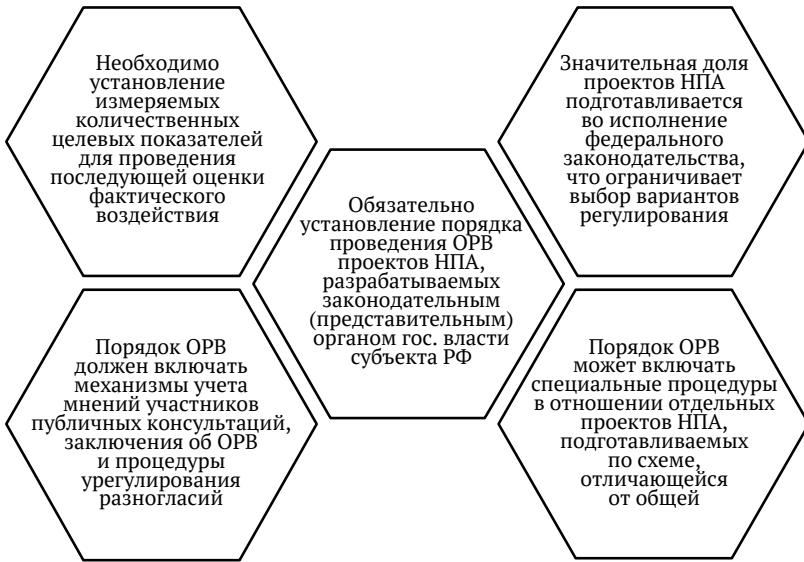 Необходимо
установление
измеряемых
количественных
целевых показателей
для проведения
последующей оценки
фактического
воздействия
Значительная доля
проектов НПА
подготавливается
во исполнение
федерального
законодательства,
что ограничивает
выбор вариантов
регулирования
Обязательно
установление порядка
проведения ОРВ
проектов НПА,
разрабатываемых
законодательным
(представительным)
органом гос. власти
субъекта РФ
Порядок ОРВ
должен включать
механизмы учета
мнений участников
публичных консультаций,
заключения об ОРВ
и процедуры
урегулирования
разногласий
Порядок ОРВ
может включать
специальные процедуры
в отношении отдельных
проектов НПА,
подготавливаемых
по схеме,
отличающейся
от общей